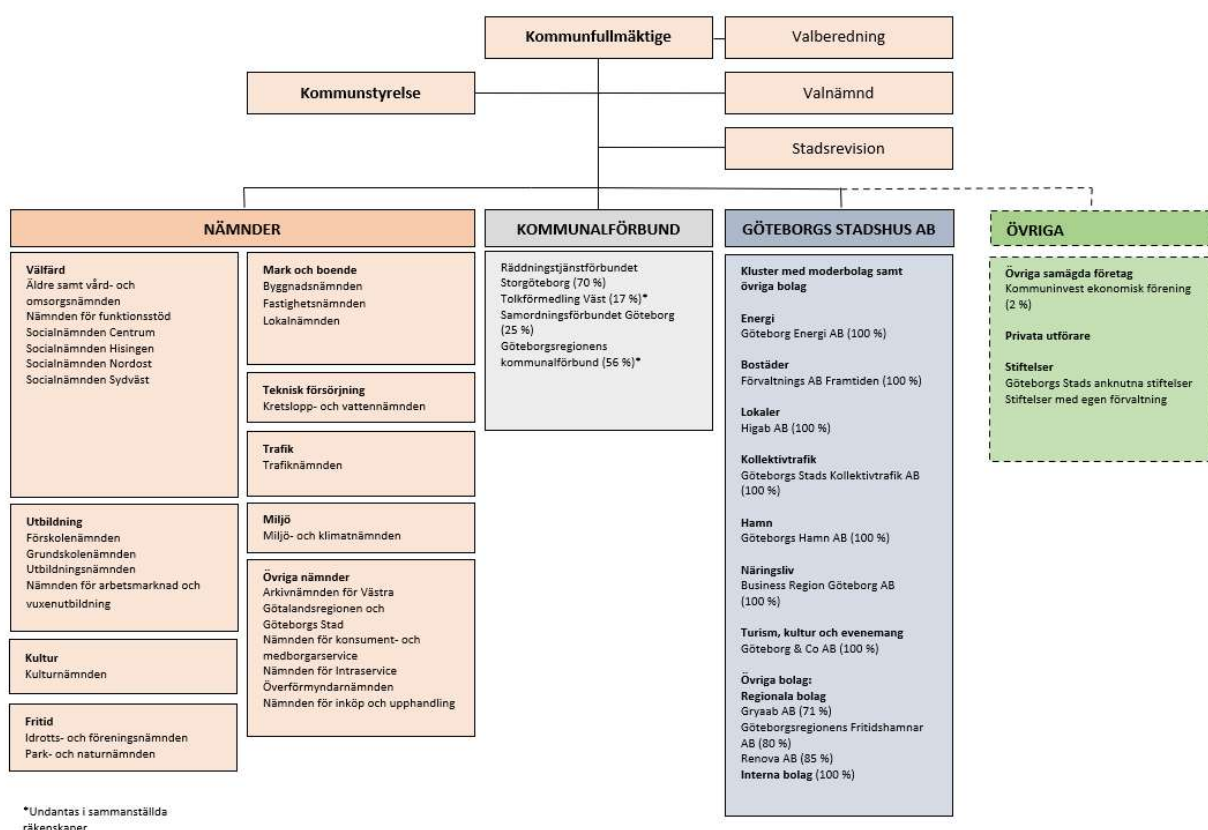 Kommunfullmäktige
Valberedning
Kommunstyrelse
Valnämnd
Stadsrevision
NÄMNDER
Välfärd
Äldre samt vård- och
omsorgsnämnden
Nämnden för funktionsstöd
Socialnämnden Centrum
Socialnämnden Hisingen
Socialnämnden Nordost
Socialnämnden Sydväst
Utbildning
Förskolenämnden
Grundskolenämnden
Utbildningsnämnden
Nämnden för arbetsmarknad och
vuxenutbildning
Kultur
Kulturnämnden
Fritid
Idrotts- och föreningsnämnden
Park- och naturnämnden
Mark och boende
Byggnadsnämnden
Fastighetsnämnden
Lokalnämnden
Teknisk försörjning
Kretslopp- och vattennämnden
Trafik
Trafiknämnden
Miljö
Miljö- och klimatnämnden
Övriga nämnder
Arkivnämnden för Västra
Götalandsregionen och
Göteborgs Stad
Nämnden för konsument- och
medborgarservice
Nämnden för Intraservice
Överförmyndarnämnden
Nämnden för inköp och upphandling
KOMMUNALFÖRBUND
Räddningstjänstförbundet
Storgöteborg (70 %)
Tolkförmedling Väst (17 %)*
Samordningsförbundet Göteborg
(25 %)
Göteborgsregionens
kommunalförbund (56 %)*
GÖTEBORGS STADSHUS AB
Kluster med moderbolag samt
övriga bolag
Energi
Göteborg Energi AB (100 %)
Bostäder
Förvaltnings AB Framtiden (100 %)
Lokaler
Higab AB (100 %)
Kollektivtrafik
Göteborgs Stads Kollektivtrafik AB
(100 %)
Hamn
Göteborgs Hamn AB (100 %)
Näringsliv
Business Region Göteborg AB
(100 %)
Turism, kultur och evenemang
Göteborg & Co AB (100 %)
Övriga bolag:
Regionala bolag
Gryaab AB (71 %)
Göteborgsregionens Fritidshamnar
AB (80 %)
Renova AB (85 %)
Interna bolag (100 %)
ÖVRIGA
Övriga samägda företag
Kommuninvest ekonomisk förening
(2 %)
Privata utförare
Stiftelser
Göteborgs Stads anknutna stiftelser
Stiftelser med egen förvaltning
*Undantas i sammanställda
räkenskaper